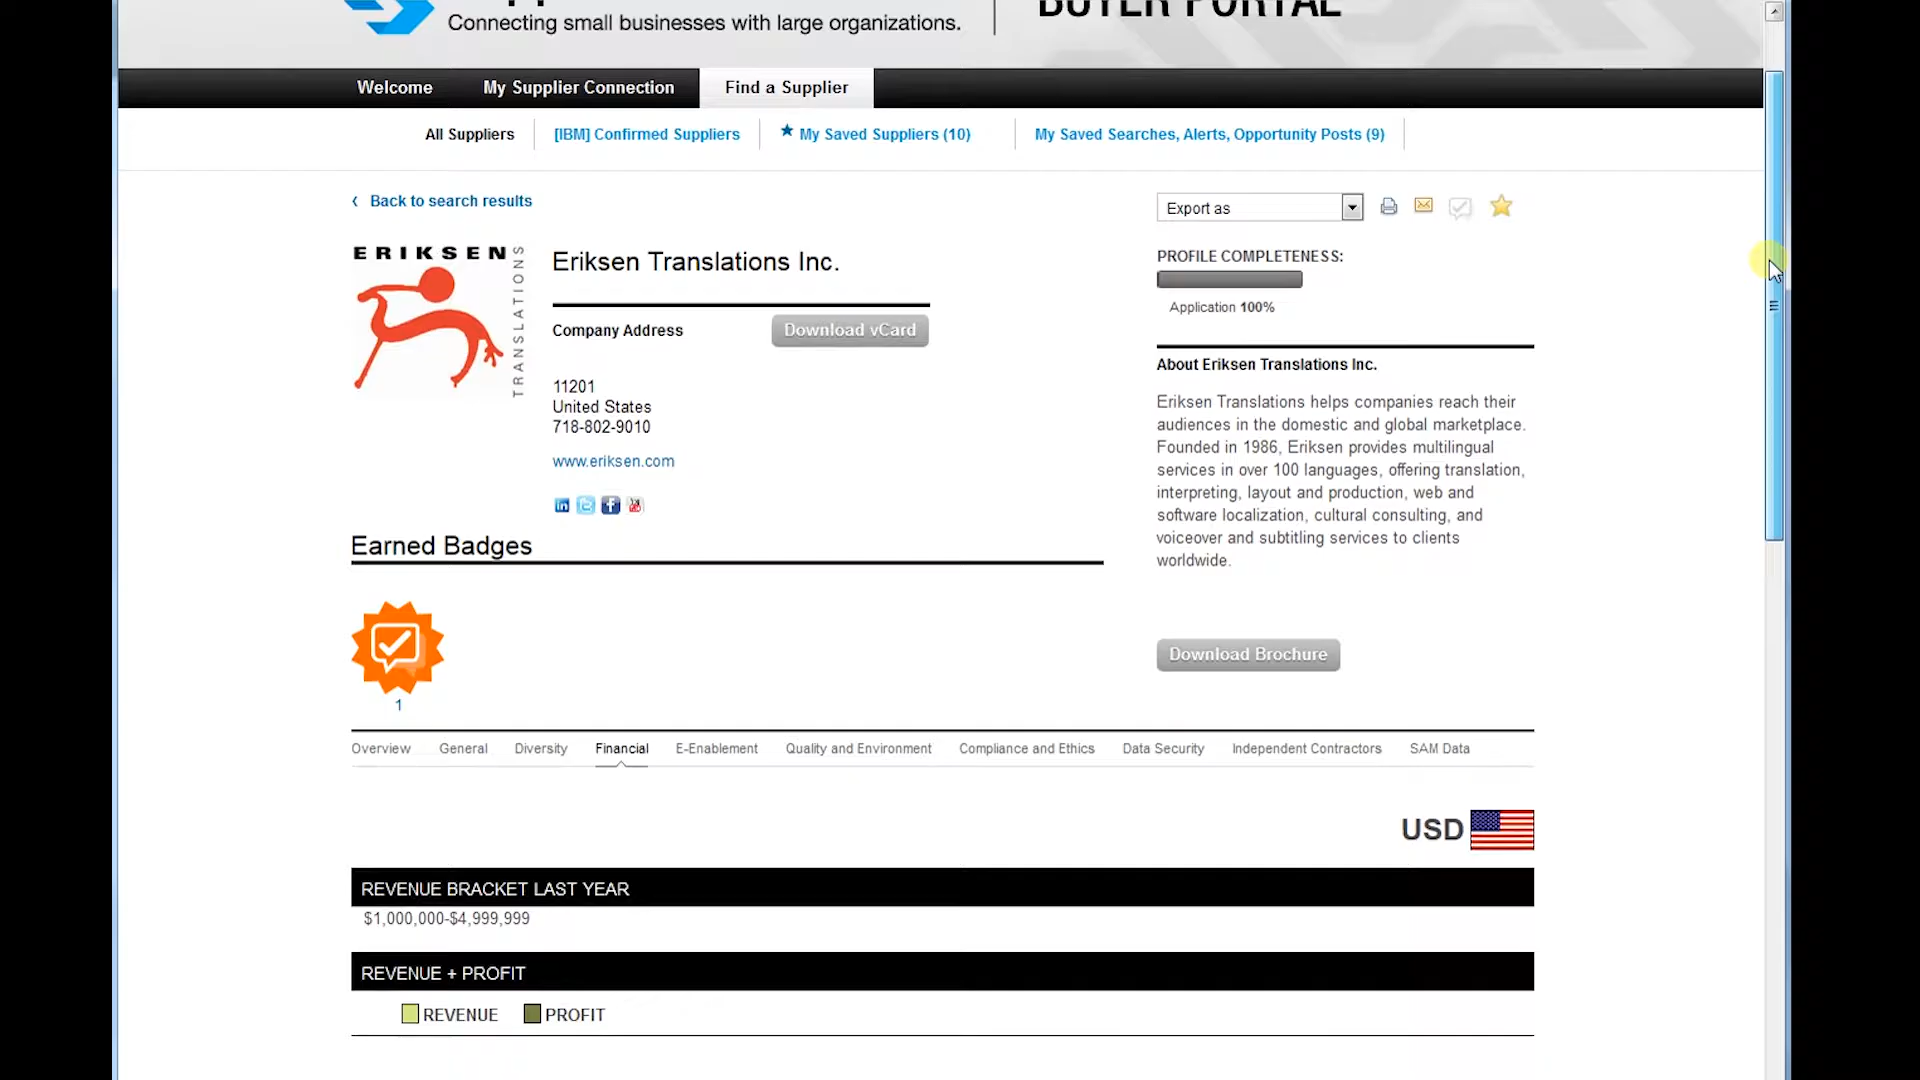 Connecting small businesses with large organizations.
BUYER PORTAL
Welcome
My Supplier Connection
Find a Supplier
All Suppliers
[IBM] Confirmed Suppliers
My Saved Suppliers (10)
My Saved Searches, Alerts, Opportunity Posts (9)
‹ Back to search results
Export as
ERIKSEN
TRANSLATIONS
Eriksen Translations Inc.
Company Address
Download vCard
11201
United States
718-802-9010
www.eriksen.com
in
f
PROFILE COMPLETENESS:
Application 100%
About Eriksen Translations Inc.
Eriksen Translations helps companies reach their
audiences in the domestic and global marketplace.
Founded in 1986, Eriksen provides multilingual
services in over 100 languages, offering translation,
interpreting, layout and production, web and
software localization, cultural consulting, and
voiceover and subtitling services to clients
worldwide.
Download Brochure
Earned Badges
1
Overview
General
Diversity
Financial
E-Enablement
Quality and Environment
Compliance and Ethics
Data Security
Independent Contractors
SAM Data
USD
REVENUE BRACKET LAST YEAR
$1,000,000-$4,999,999
REVENUE + PROFIT
REVENUE
PROFIT